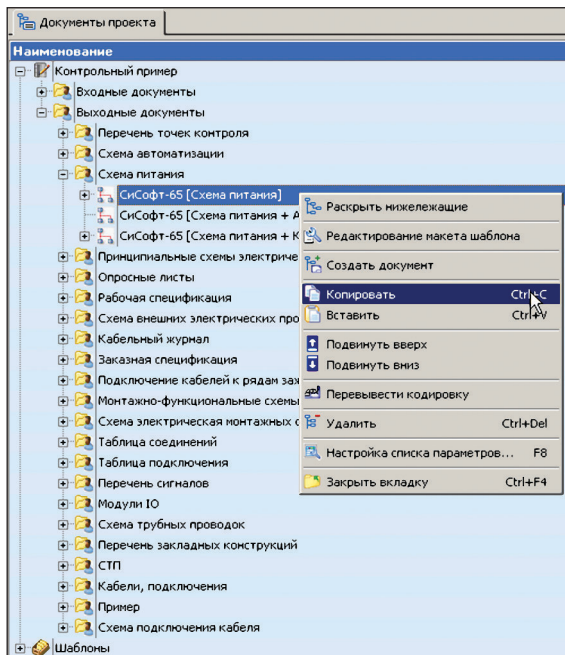 Документы проекта
Наименование
Контрольный пример
Входные документы
Выходные документы
Перечень точек контроля
Схема автоматизации
Схема питания
СиСофт-65 [Схема питания]
СиСофт-65 [Схема питания + А
СиСофт-65 [Схема питания + К
Принципиальные схемы электриче
Опросные листы
Рабочая спецификация
Схема внешних электрических про
Кабельный журнал
Заказная спецификация
Подключение кабелей к рядам заж
Монтажно-функциональные схемы
Схема электрическая монтажных с
Таблица соединений
Таблица подключения
Перечень сигналов
Модули IO
Схема трубных проводок
Перечень закладных конструкций
СТП
Кабели, подключения
Пример
Схема подключения кабеля
Шаблоны
Раскрыть нижележащие
Редактирование макета шаблона
Создать документ
Копировать Ctrl+C
Вставить Ctrl+V
Подвинуть вверх
Подвинуть вниз
Перевывести кодировку
Удалить Ctrl+Del
Настройка списка параметров... F8
Закрыть вкладку Ctrl+F4